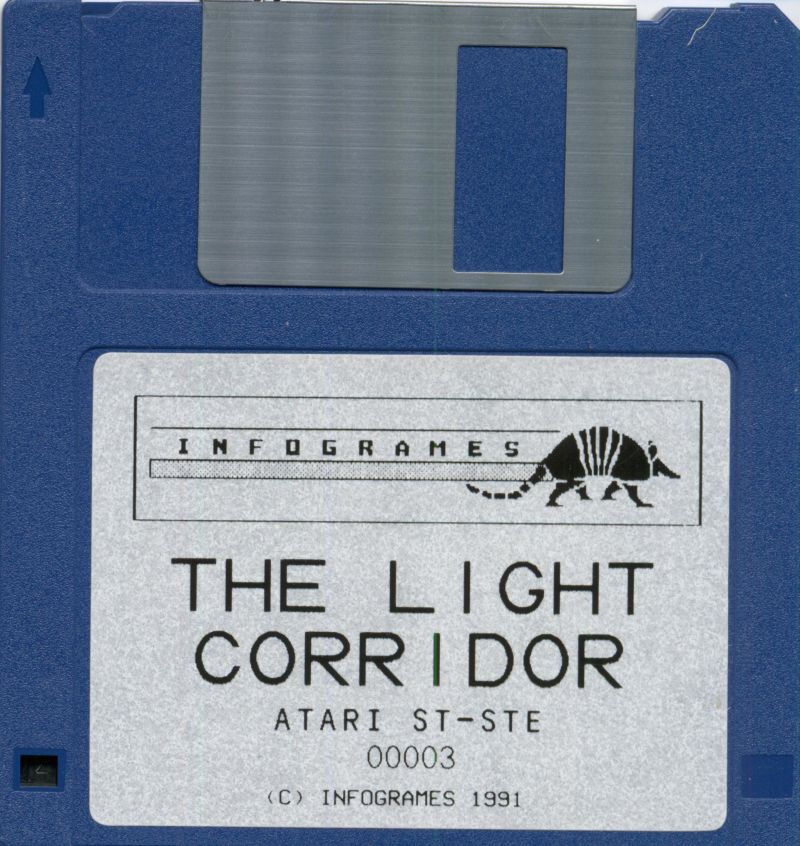 INFOGRAMES
THE LIGHT
CORRIDOR
ATARI ST-STE
00003
(C) INFOGRAMES 1991